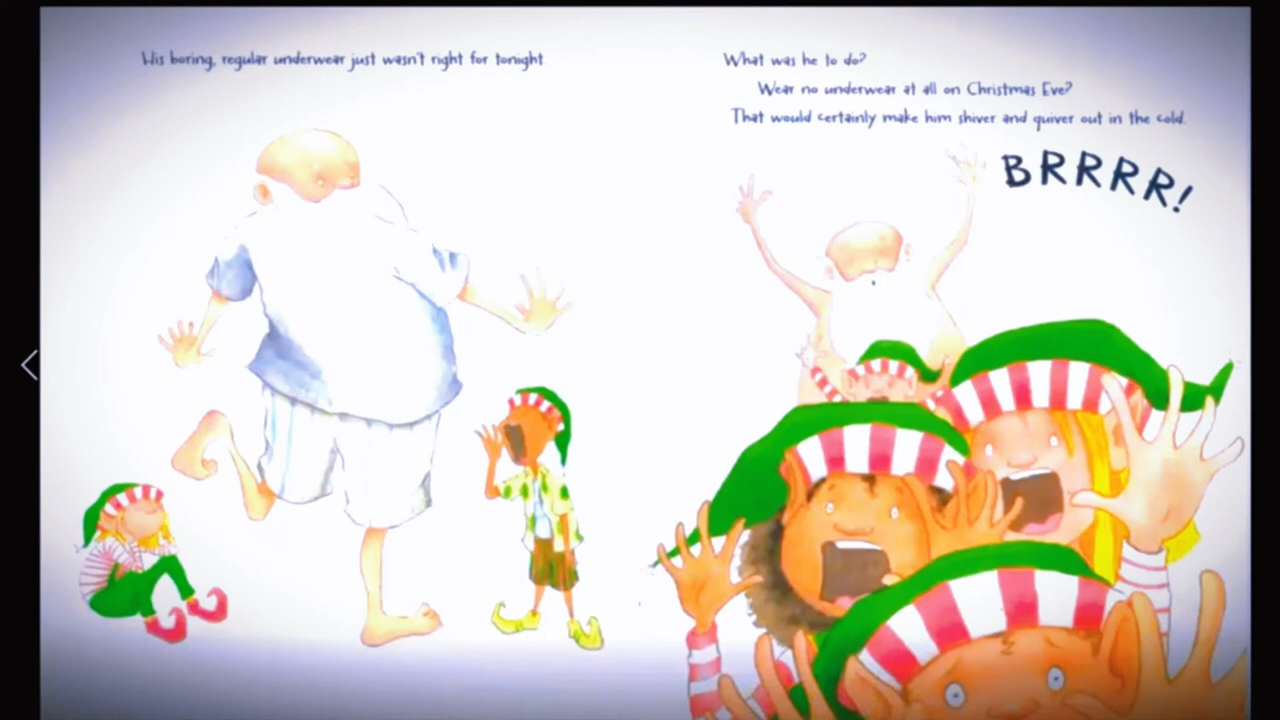 His boring, regular underwear just wasn't right for tonight
What was he to do?
Wear no underwear at all on Christmas Eve?
That would certainly make him shiver and quiver out in the cold.
BRRRR!